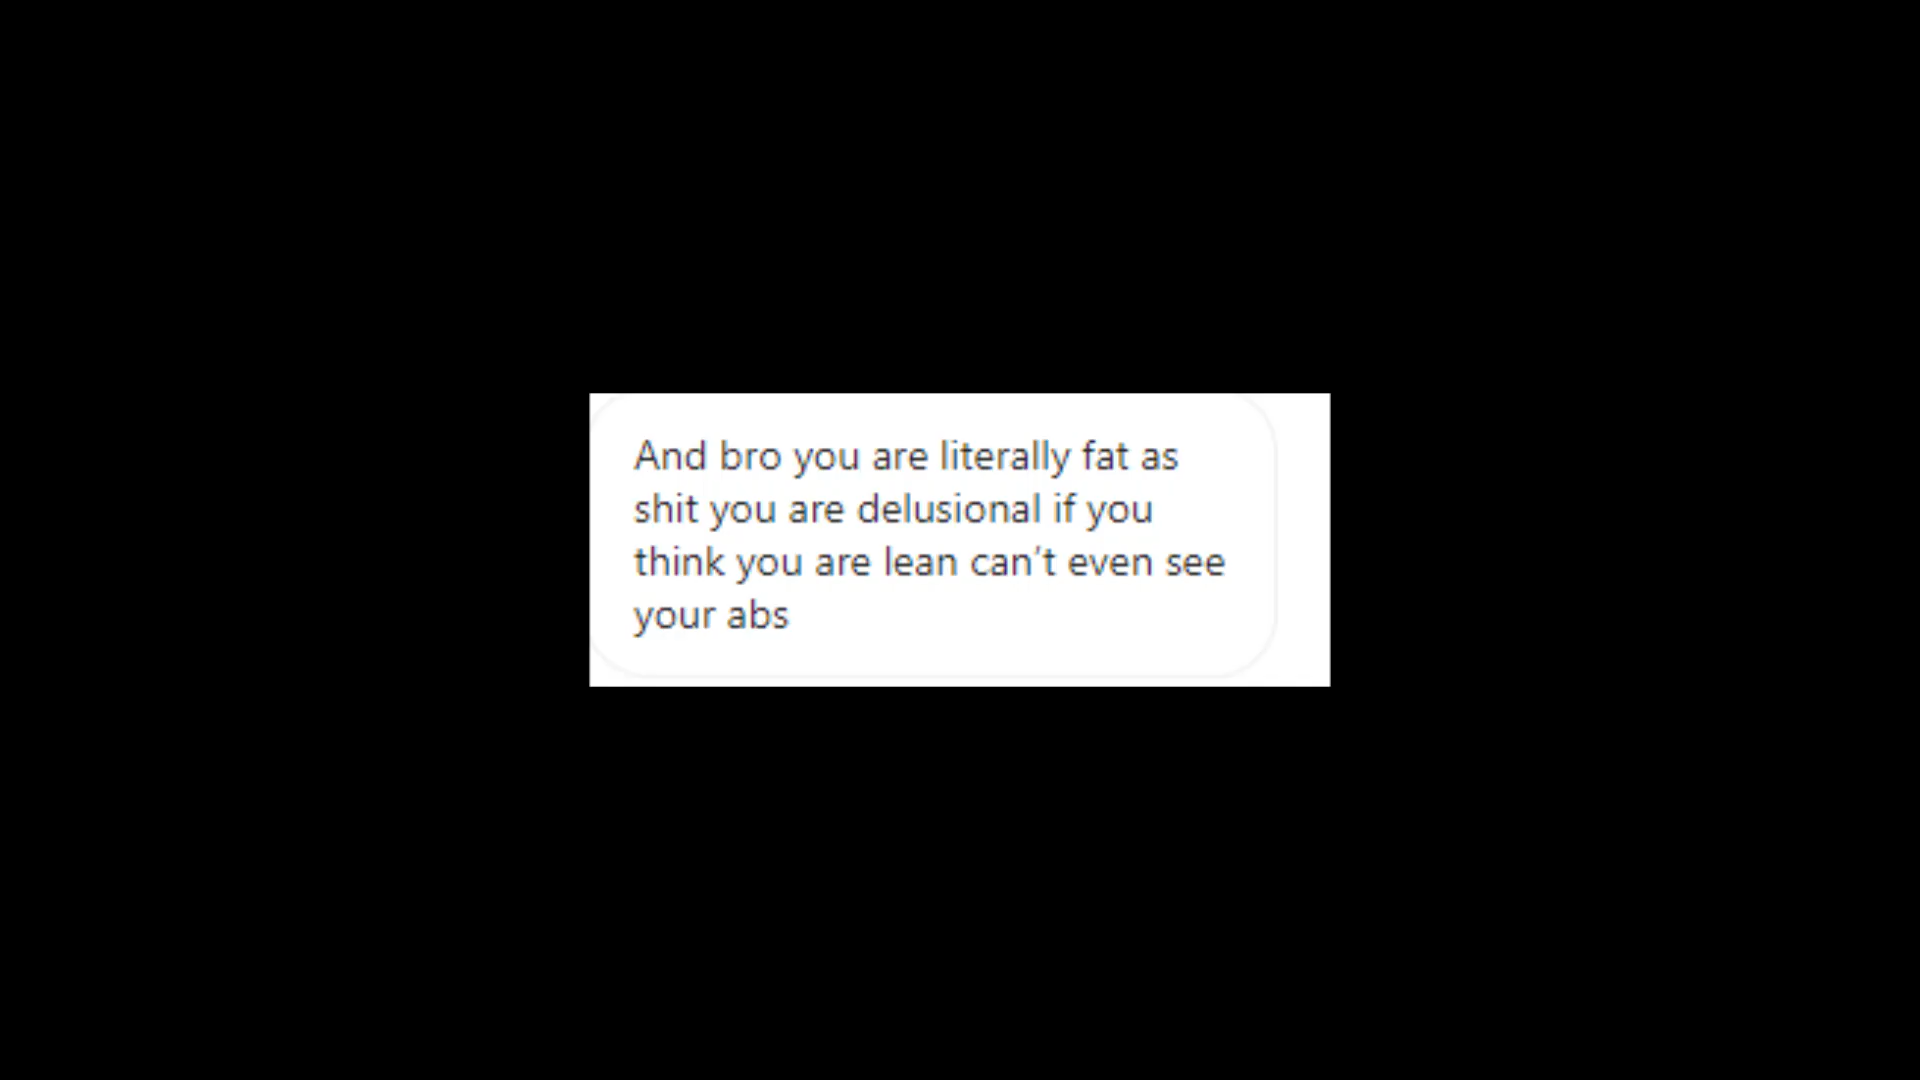 And bro you are literally fat as
shit you are delusional if you
think you are lean can't even see
your abs